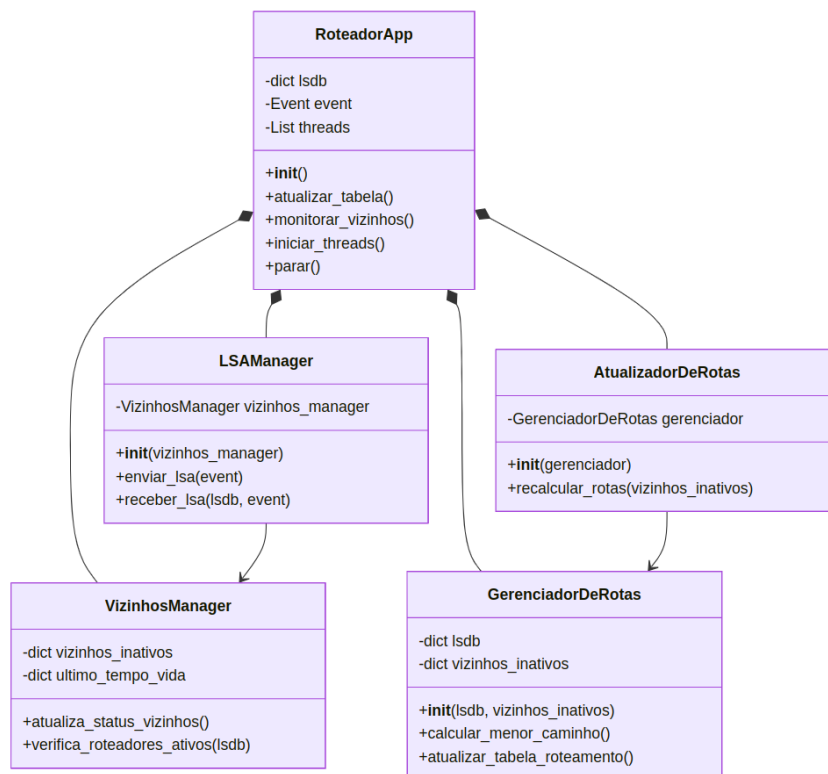 RoteadorApp
-dict lsdb
-Event event
-List threads
+init()
+atualizar_tabela()
+monitorar_vizinhos()
+iniciar_threads()
+parar()
LSAManager
-VizinhosManager vizinhos_manager
+init(vizinhos_manager)
+enviar_lsa(event)
+receber_lsa(lsdb, event)
AtualizadorDeRotas
-GerenciadorDeRotas gerenciador
+init(gerenciador)
+recalcular_rotas(vizinhos_inativos)
VizinhosManager
-dict vizinhos_inativos
-dict ultimo_tempo_vida
+atualiza_status_vizinhos()
+verifica_roteadores_ativos(lsdb)
GerenciadorDeRotas
-dict lsdb
-dict vizinhos_inativos
+init(lsdb, vizinhos_inativos)
+calcular_menor_caminho()
+atualizar_tabela_roteamento()